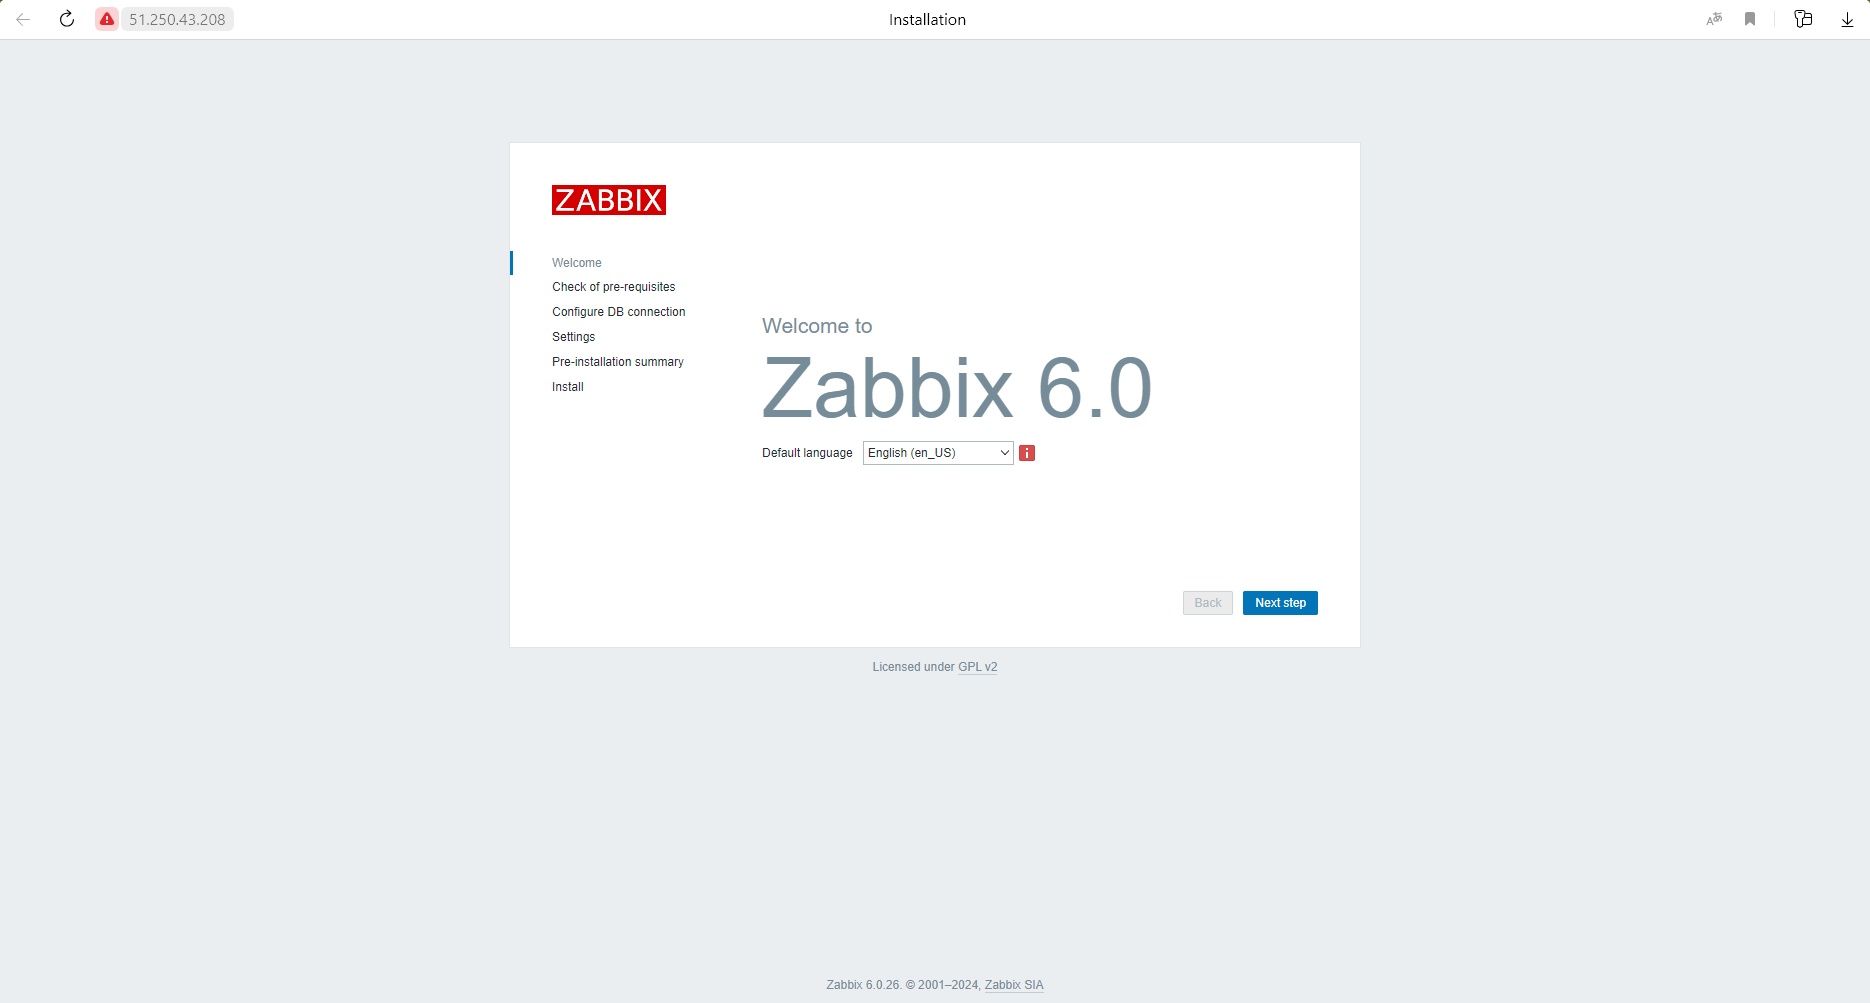 51.250.43.208
Installation
ZABBIX
Welcome
Check of pre-requisites
Configure DB connection
Settings
Pre-installation summary
Install
Welcome to
Zabbix 6.0
Default language English (en_US)
Back Next step
Licensed under GPL v2
Zabbix 6.0.26. © 2001–2024, Zabbix SIA